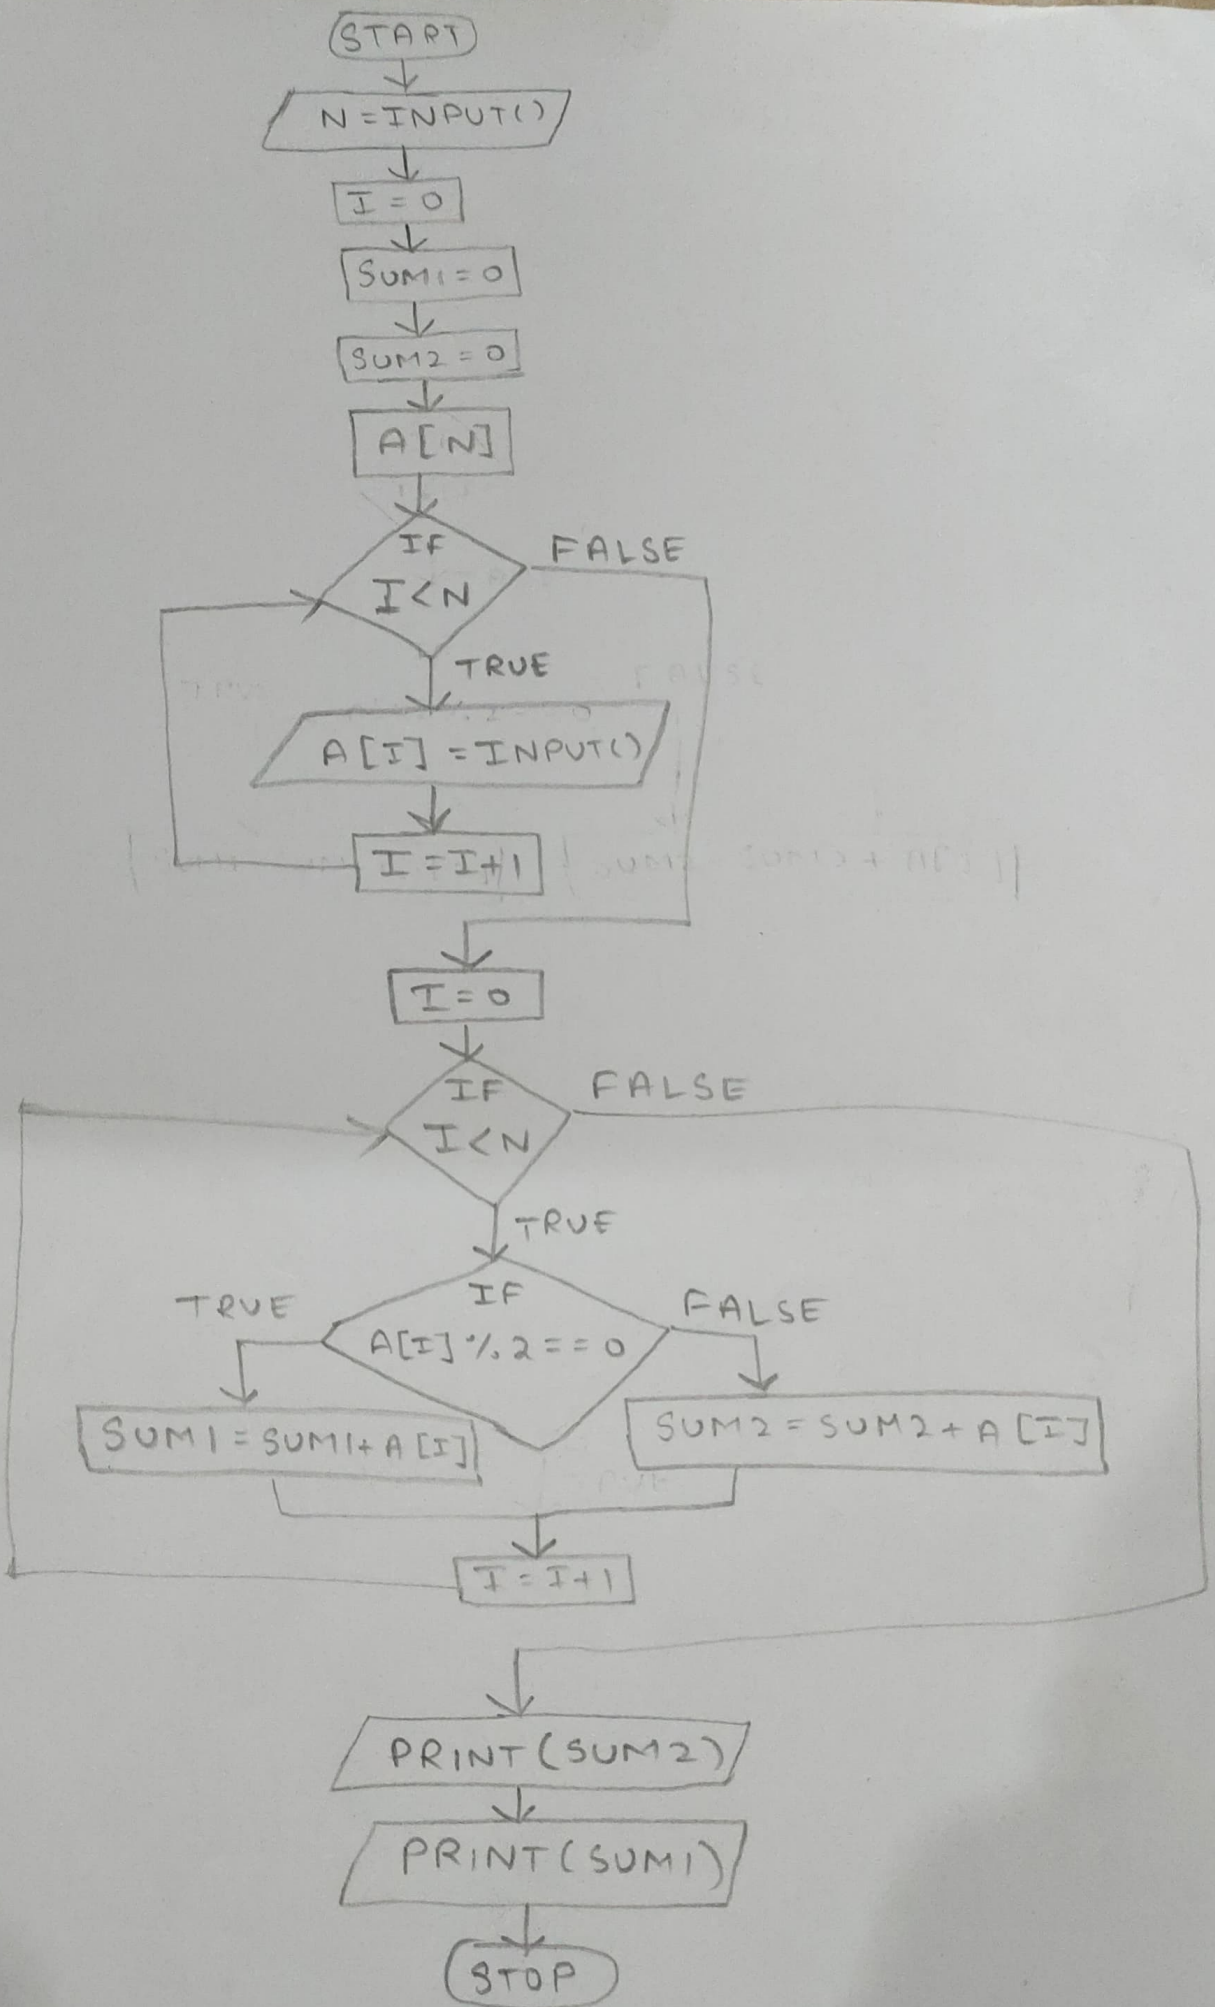 START
N=INPUT()
I=0
SUM1=0
SUM2=0
A[N]
IF
I<N
FALSE
TRUE
A[I]=INPUT()
I=I+1
I=0
IF
I<N
FALSE
TRUE
IF
A[I]%2==0
TRUE
FALSE
SUM1=SUM1+A[I]
SUM2=SUM2+A[I]
I=I+1
PRINT(SUM2)
PRINT(SUM1)
STOP